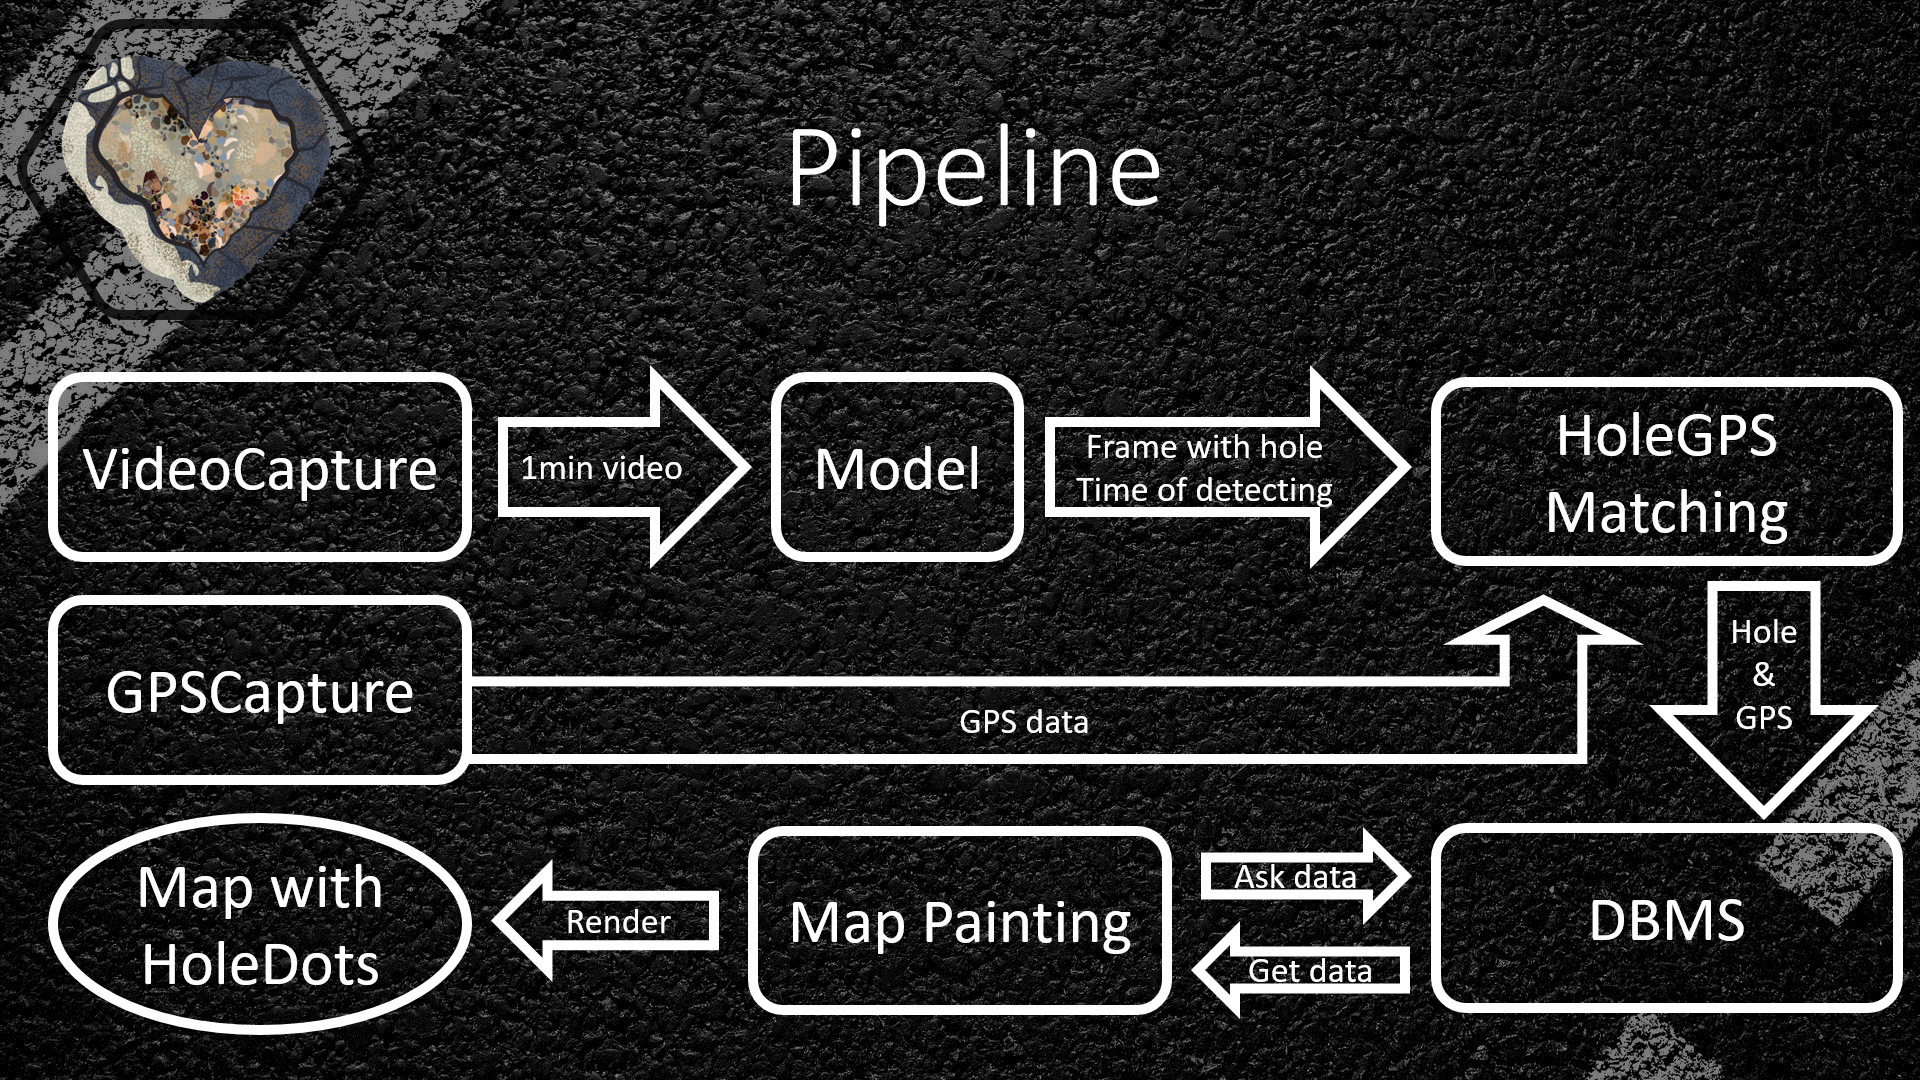 Pipeline
VideoCapture
1min video
Model
Frame with hole
Time of detecting
HoleGPS
Matching
GPSCapture
GPS data
Hole
&
GPS
Map with
HoleDots
Render
Map Painting
Ask data
Get data
DBMS